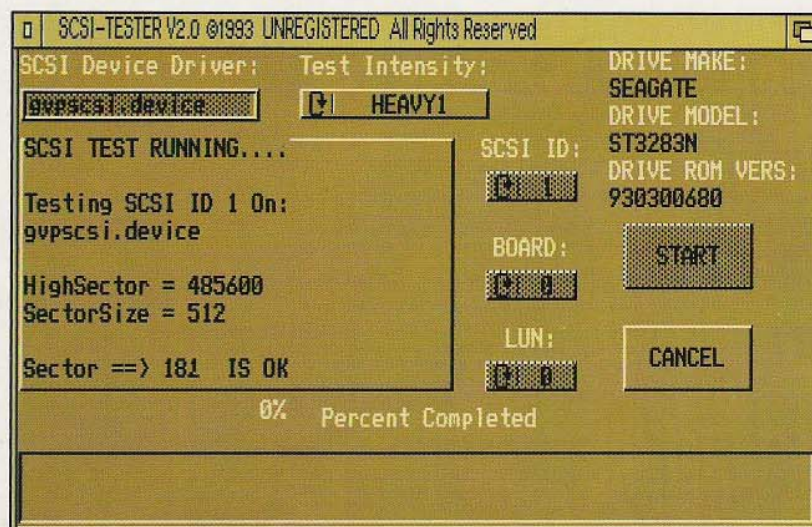 SCSI-TESTER V2.0 ©1993 UNREGISTERED All Rights Reserved
SCSI Device Driver:
gvpscsi.device
Test Intensity:
HEAVY1
DRIVE MAKE:
SEAGATE
DRIVE MODEL:
ST3283N
DRIVE ROM VERS:
930300680
SCSI TEST RUNNING....
Testing SCSI ID 1 On:
gvpscsi.device
HighSector = 485600
SectorSize = 512
Sector ==> 181 IS OK
SCSI ID:
1
BOARD:
0
LUN:
0
START
CANCEL
0% Percent Completed